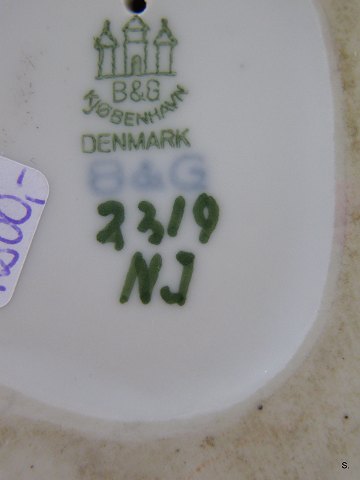 B&G
KJØBENHAVN
DENMARK
B&G
2319
NJ
S.